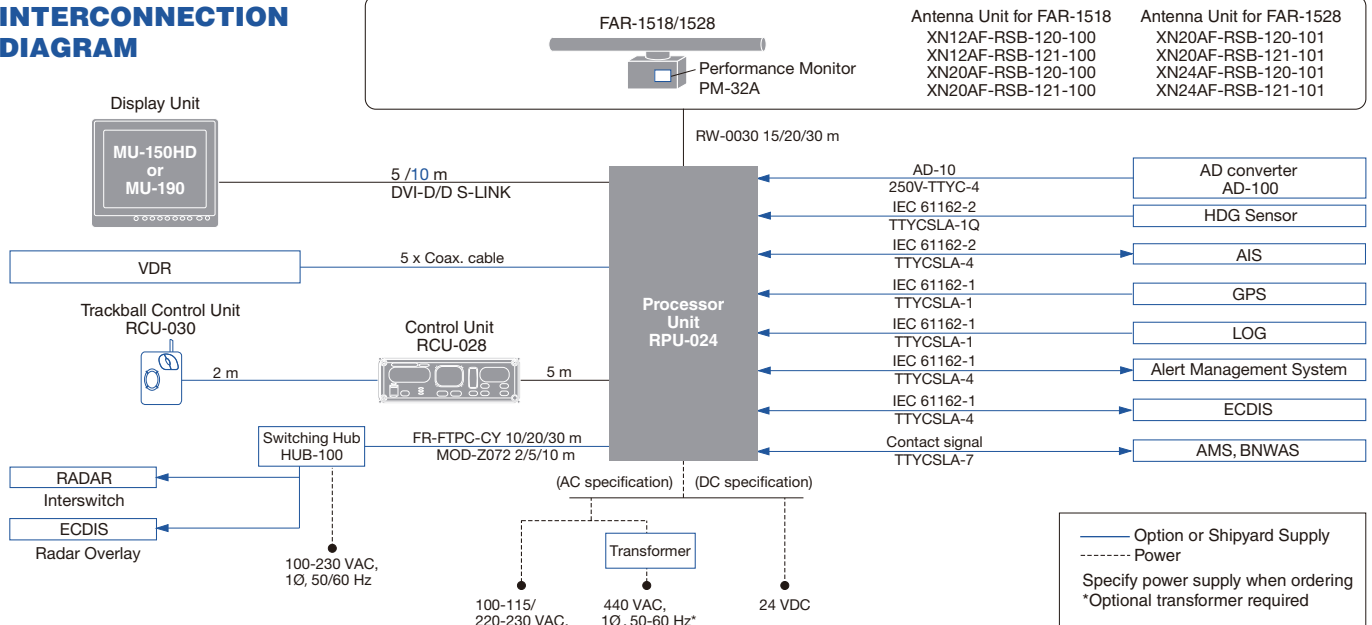 INTERCONNECTION
DIAGRAM
FAR-1518/1528
Performance Monitor
PM-32A
Antenna Unit for FAR-1518
XN12AF-RSB-120-100
XN12AF-RSB-121-100
XN20AF-RSB-120-100
XN20AF-RSB-121-100
Antenna Unit for FAR-1528
XN20AF-RSB-120-101
XN20AF-RSB-121-101
XN24AF-RSB-120-101
XN24AF-RSB-121-101
RW-0030 15/20/30 m
Display Unit
MU-150HD
or
MU-190
5 /10 m
DVI-D/D S-LINK
VDR
5 x Coax. cable
Trackball Control Unit
RCU-030
2 m
Control Unit
RCU-028
5 m
Processor
Unit
RPU-024
AD-10
250V-TTYC-4
AD converter
AD-100
IEC 61162-2
TTYCSLA-1Q
HDG Sensor
IEC 61162-2
TTYCSLA-4
AIS
IEC 61162-1
TTYCSLA-1
GPS
IEC 61162-1
TTYCSLA-1
LOG
IEC 61162-1
TTYCSLA-4
Alert Management System
IEC 61162-1
TTYCSLA-4
ECDIS
Contact signal
TTYCSLA-7
AMS, BNWAS
Switching Hub
HUB-100
FR-FTPC-CY 10/20/30 m
MOD-Z072 2/5/10 m
RADAR
Interswitch
ECDIS
Radar Overlay
100-230 VAC,
1Ø, 50/60 Hz
(AC specification)
(DC specification)
Transformer
100-115/
220-230 VAC,
440 VAC,
1Ø, 50-60 Hz*
24 VDC
Option or Shipyard Supply
Power
Specify power supply when ordering
*Optional transformer required